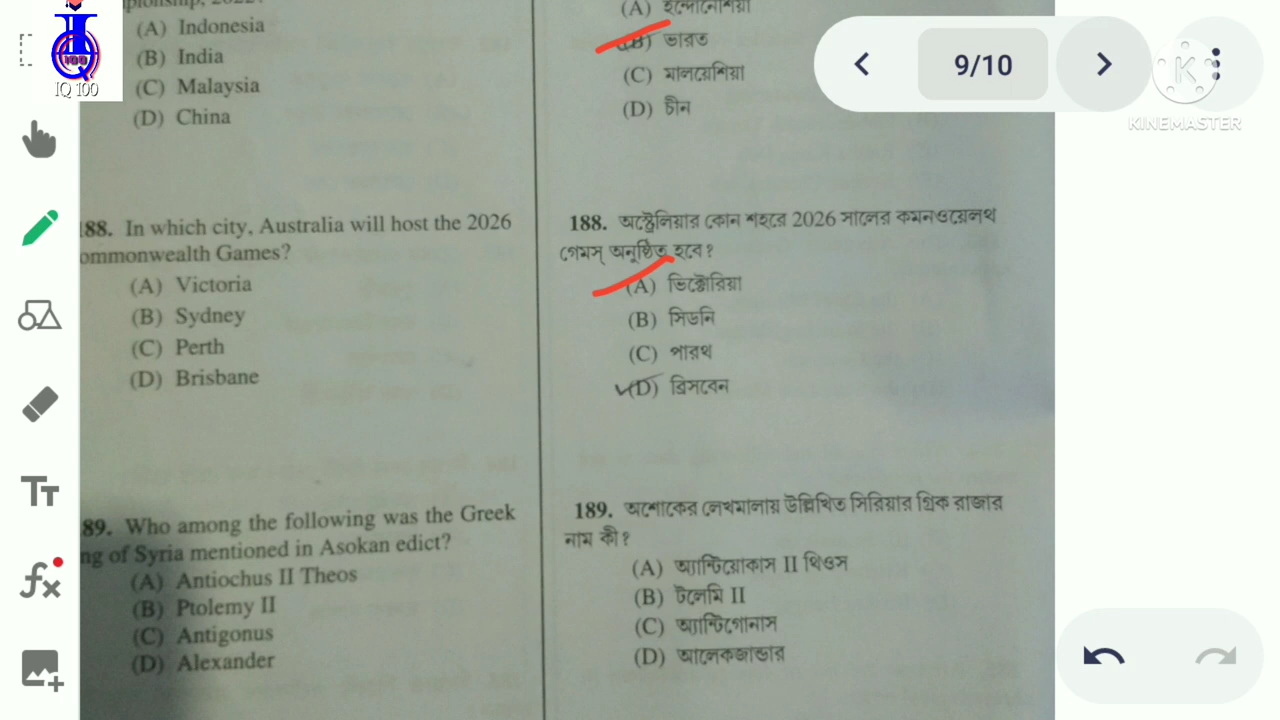 (A) Indonesia
(B) India
(C) Malaysia
(D) China
88. In which city, Australia will host the 2026
ommonwealth Games?
(A) Victoria
(B) Sydney
(C) Perth
(D) Brisbane
89. Who among the following was the Greek
ng of Syria mentioned in Asokan edict?
(A) Antiochus II Theos
(B) Ptolemy II
(C) Antigonus
(D) Alexander
(A) ইন্দোনেশিয়া
(B) ভারত
(C) মালয়েশিয়া
(D) চীন
188. অস্ট্রেলিয়ার কোন শহরে 2026 সালের কমনওয়েলথ
গেমস্ অনুষ্ঠিত হবে?
(A) ভিক্টোরিয়া
(B) সিডনি
(C) পারথ
(D) ব্রিসবেন
189. অশোকের লেখমালায় উল্লিখিত সিরিয়ার গ্রিক রাজার
নাম কী?
(A) অ্যান্টিয়োকাস II থিওস
(B) টলেমি II
(C) অ্যান্টিগোনাস
(D) আলেকজান্ডার
IQ 100
9/10
K
KINEMASTER
TT
fx